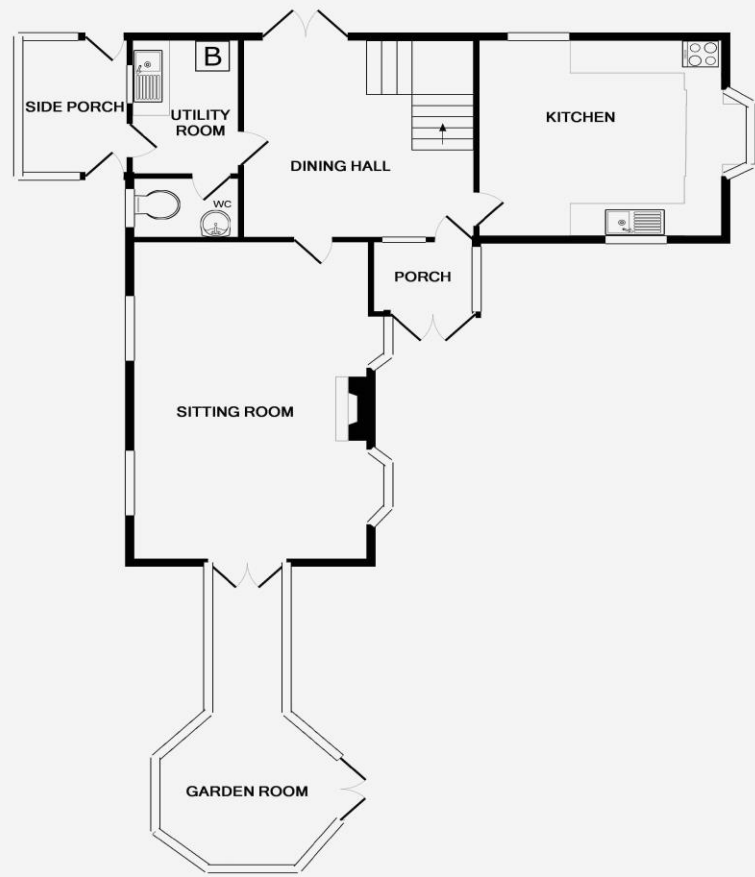 B
SIDE PORCH
UTILITY
ROOM
KITCHEN
DINING HALL
WC
PORCH
SITTING ROOM
GARDEN ROOM